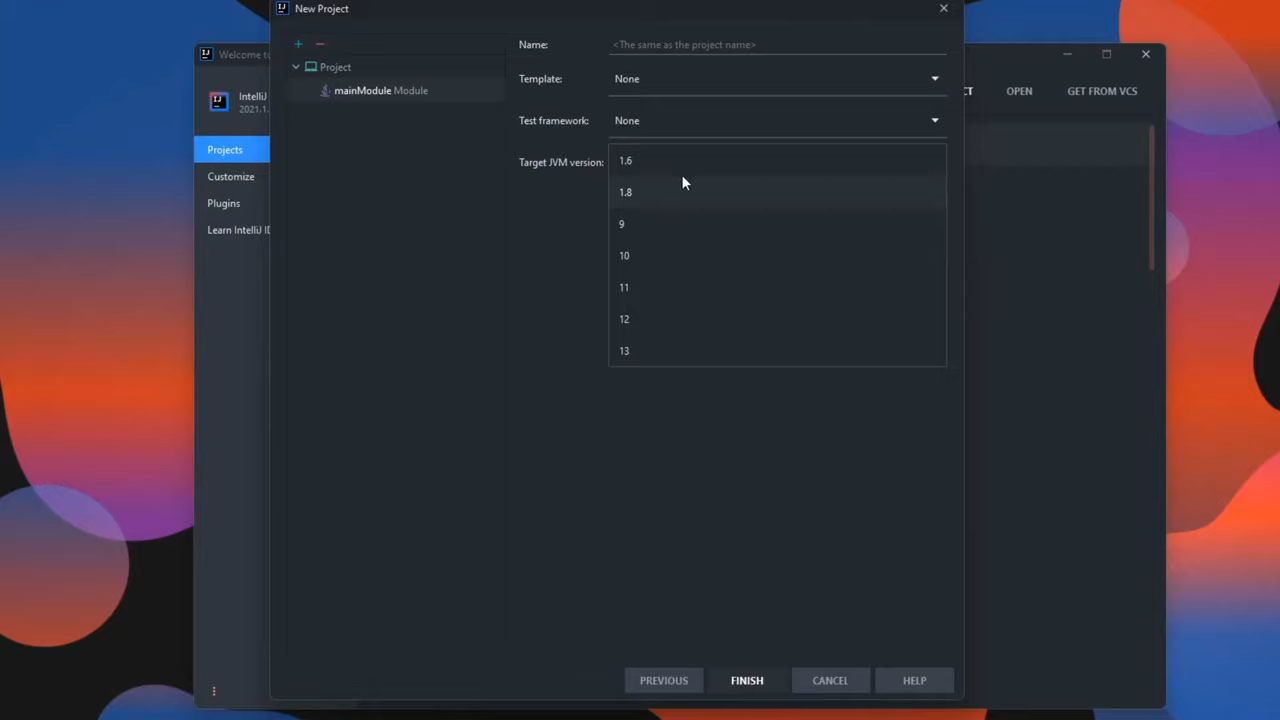 New Project
Welcome to
IntelliJ
2021.1.
Projects
Customize
Plugins
Learn IntelliJ
Project
mainModule Module
Name: <The same as the project name>
Template: None
Test framework: None
Target JVM version:
1.6
1.8
9
10
11
12
13
OPEN GET FROM VCS
PREVIOUS FINISH CANCEL HELP